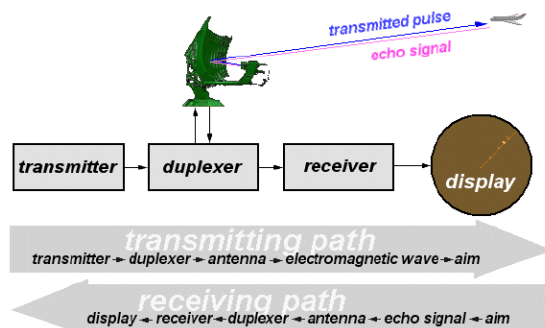 transmitted pulse
echo signal
transmitter
duplexer
receiver
display
transmitting path
transmitter→duplexer→antenna→electromagnetic wave→aim
receiving path
display←receiver←duplexer←antenna←echo signal←aim